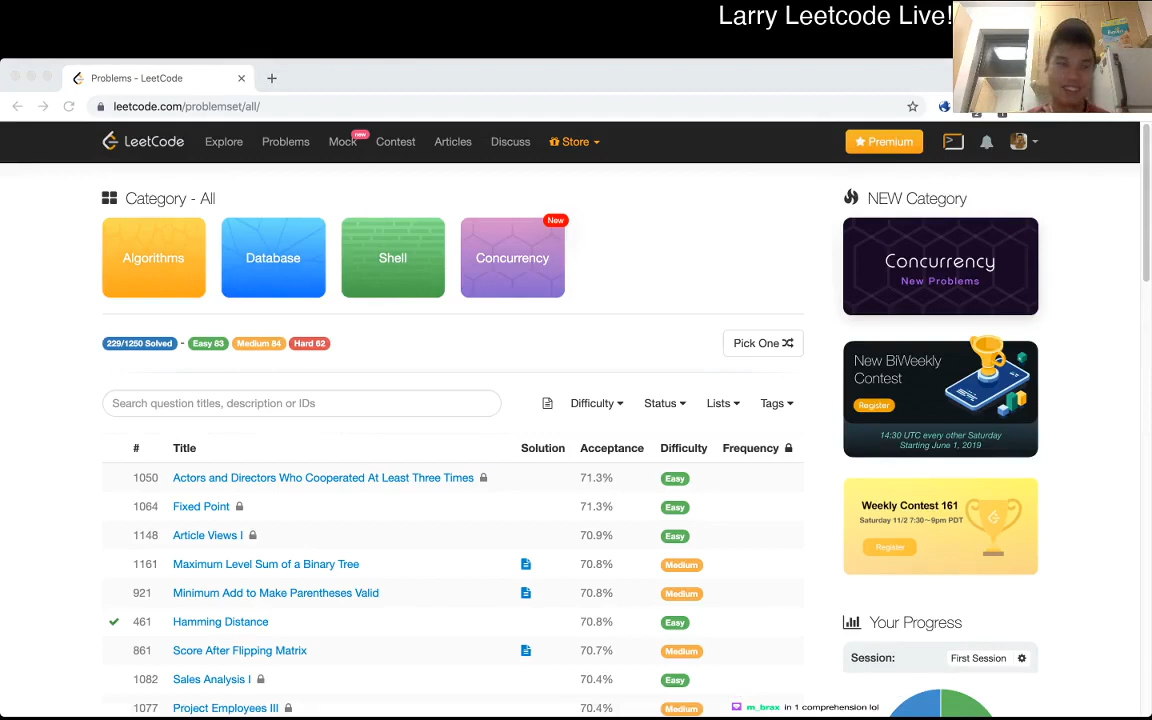 Larry Leetcode Live!
Problems - LeetCode
leetcode.com/problemset/all/
LeetCode Explore Problems Mock new Contest Articles Discuss Store Premium
Category - All
Algorithms
Database
Shell
Concurrency
New
NEW Category
Concurrency
New Problems
229/1250 Solved - Easy 83 Medium 84 Hard 62
Pick One
New BiWeekly
Contest
Register
14:30 UTC every other Saturday
Starting June 1, 2019
Search question titles, description or IDs
Difficulty Status Lists Tags
# Title Solution Acceptance Difficulty Frequency
1050 Actors and Directors Who Cooperated At Least Three Times 71.3% Easy
1064 Fixed Point 71.3% Easy
1148 Article Views I 70.9% Easy
1161 Maximum Level Sum of a Binary Tree 70.8% Medium
921 Minimum Add to Make Parentheses Valid 70.8% Medium
461 Hamming Distance 70.8% Easy
861 Score After Flipping Matrix 70.7% Medium
1082 Sales Analysis I 70.4% Easy
1077 Project Employees III 70.4% Medium
Weekly Contest 161
Saturday 11/2 7:30~9pm PDT
Register
Your Progress
Session: First Session
m_brax in 1 comprehension lol